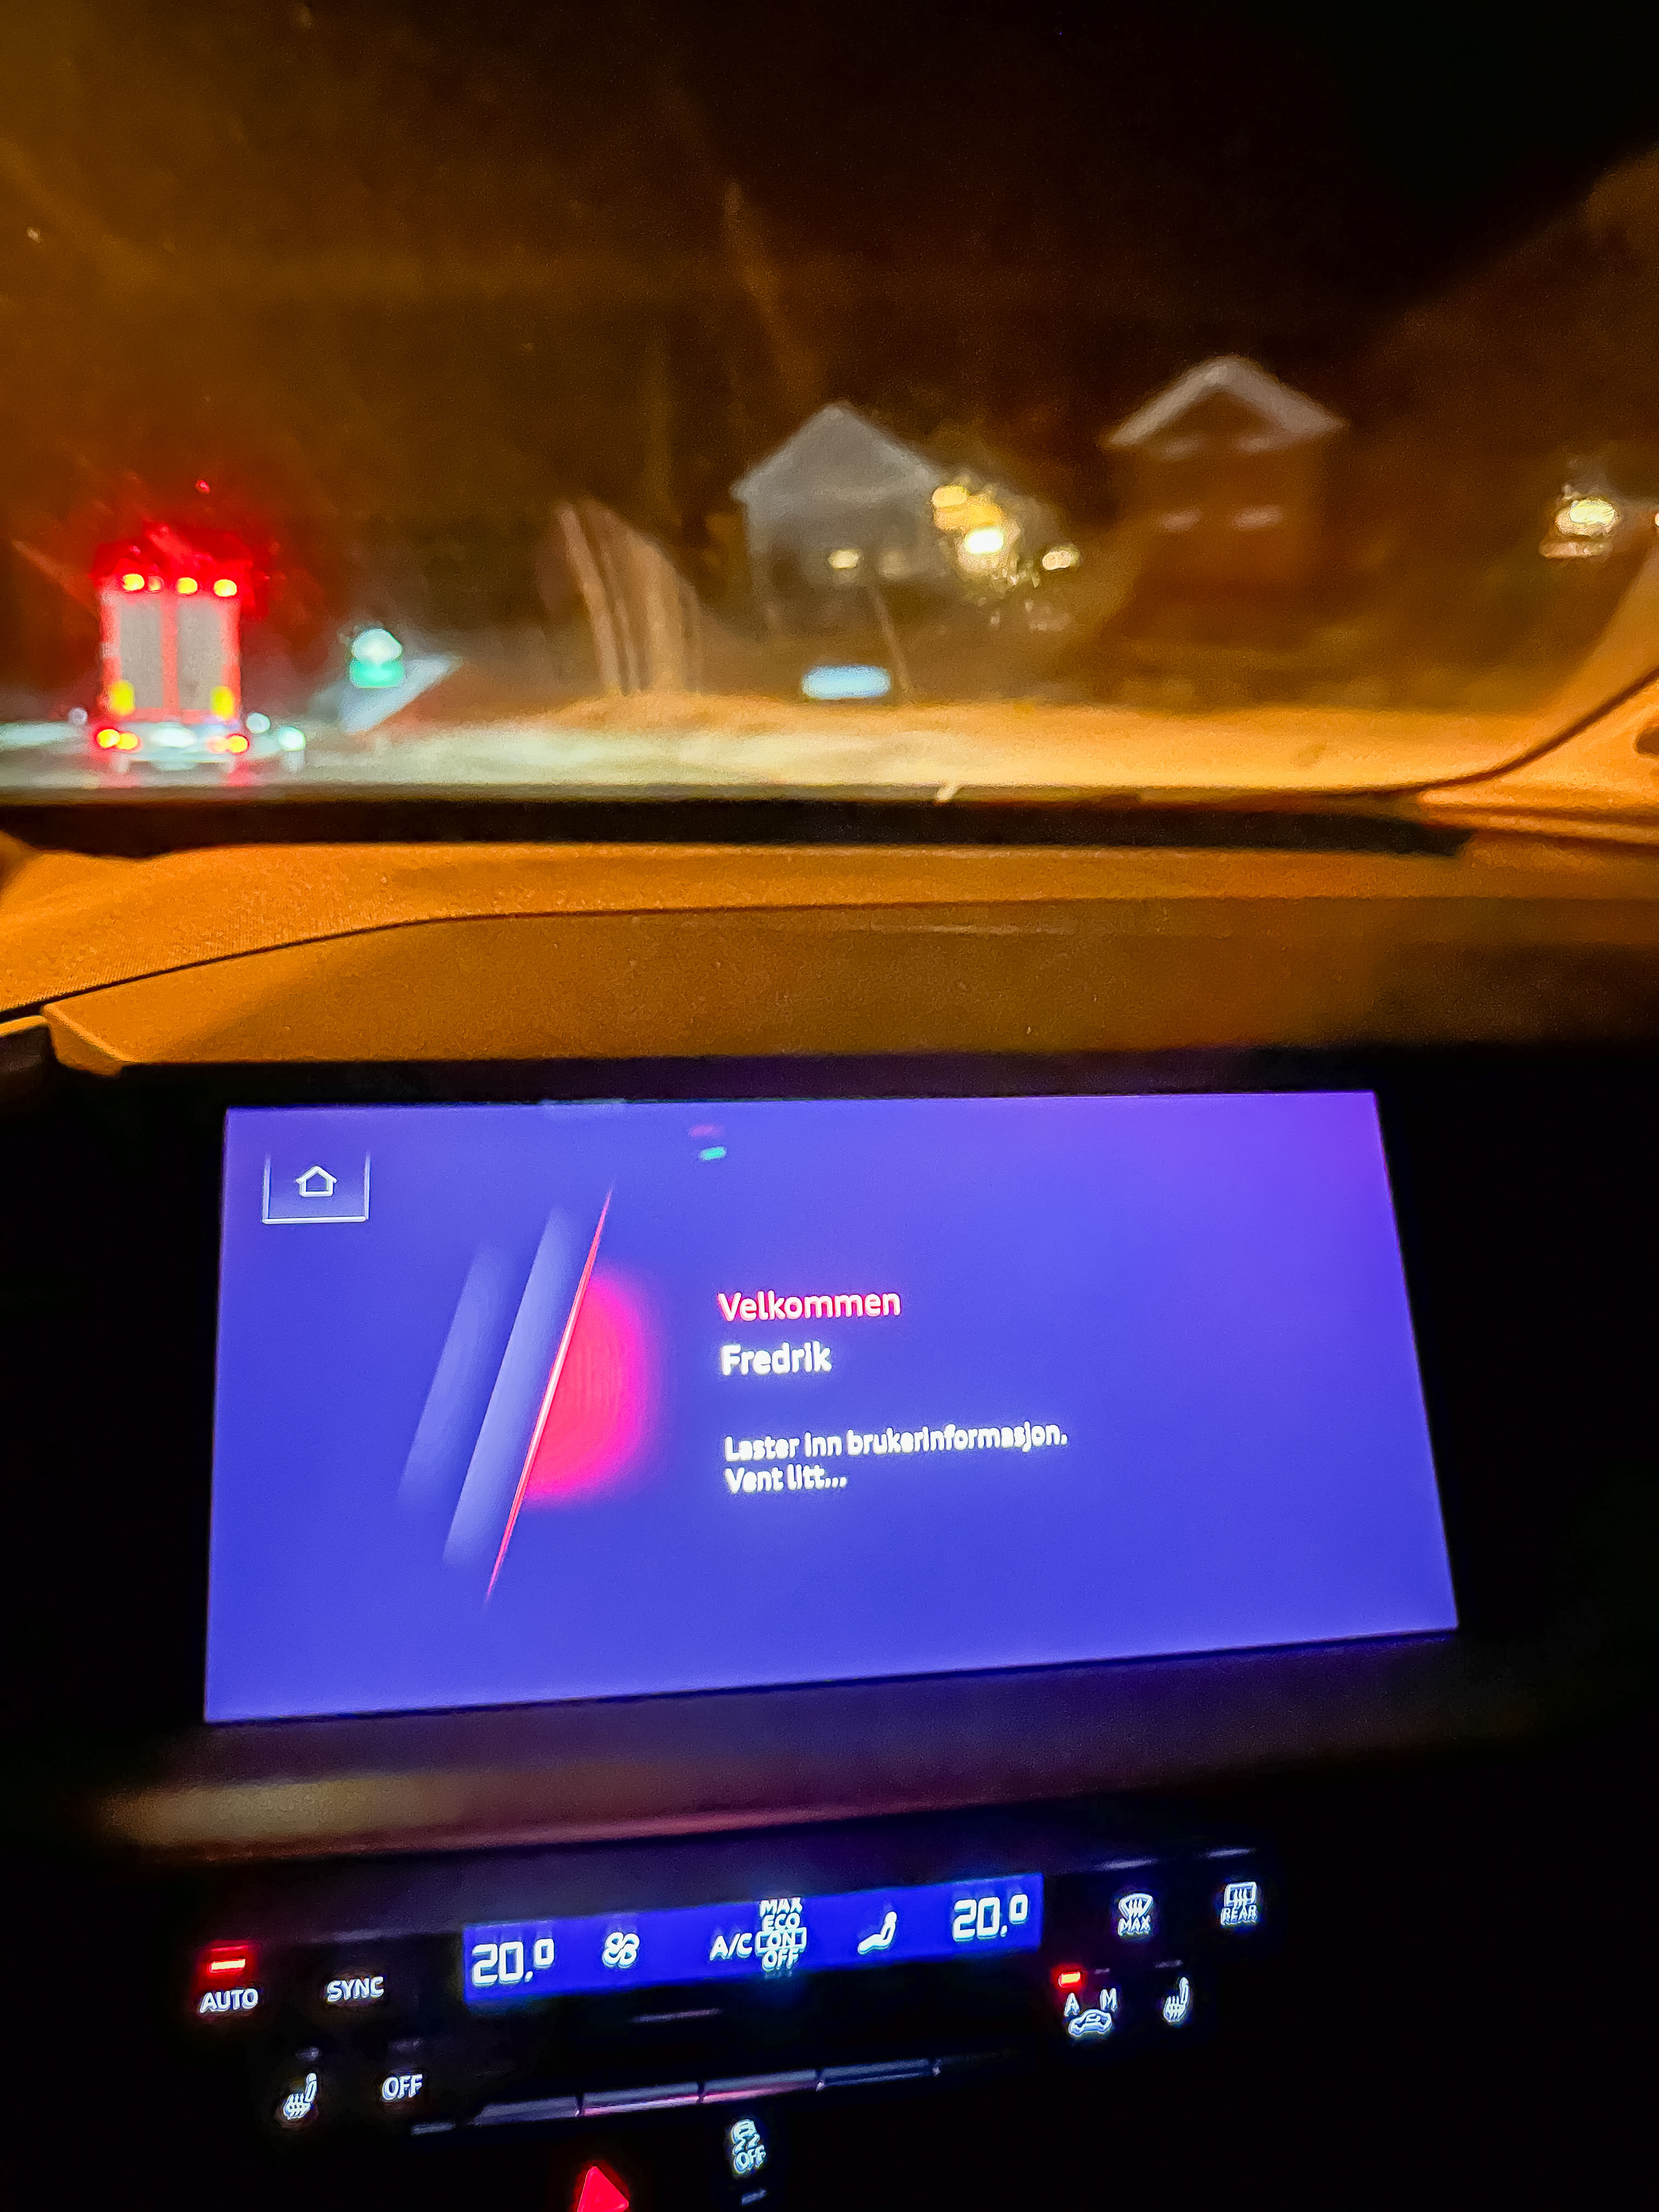 Velkommen
Fredrik
Laster inn brukerinformasjon.
Vent litt...
MAX
ECO
20.0 A/C ON 20.0
OFF
MAX
REAR
AUTO
SYNC
A M
OFF
OFF